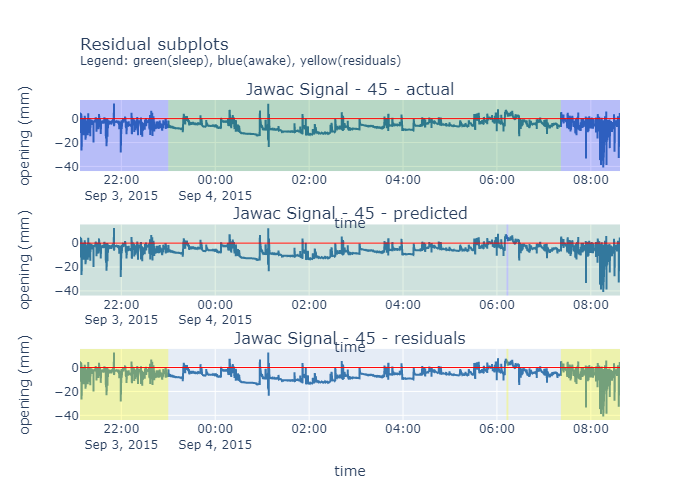 Residual subplots
Legend: green(sleep), blue(awake), yellow(residuals)
Jawac Signal - 45 - actual
opening (mm)
0
−20
−40
22:00 00:00 02:00 04:00 06:00 08:00
Sep 3, 2015 Sep 4, 2015
time
Jawac Signal - 45 - predicted
opening (mm)
0
−20
−40
22:00 00:00 02:00 04:00 06:00 08:00
Sep 3, 2015 Sep 4, 2015
time
Jawac Signal - 45 - residuals
opening (mm)
0
−20
−40
22:00 00:00 02:00 04:00 06:00 08:00
Sep 3, 2015 Sep 4, 2015
time